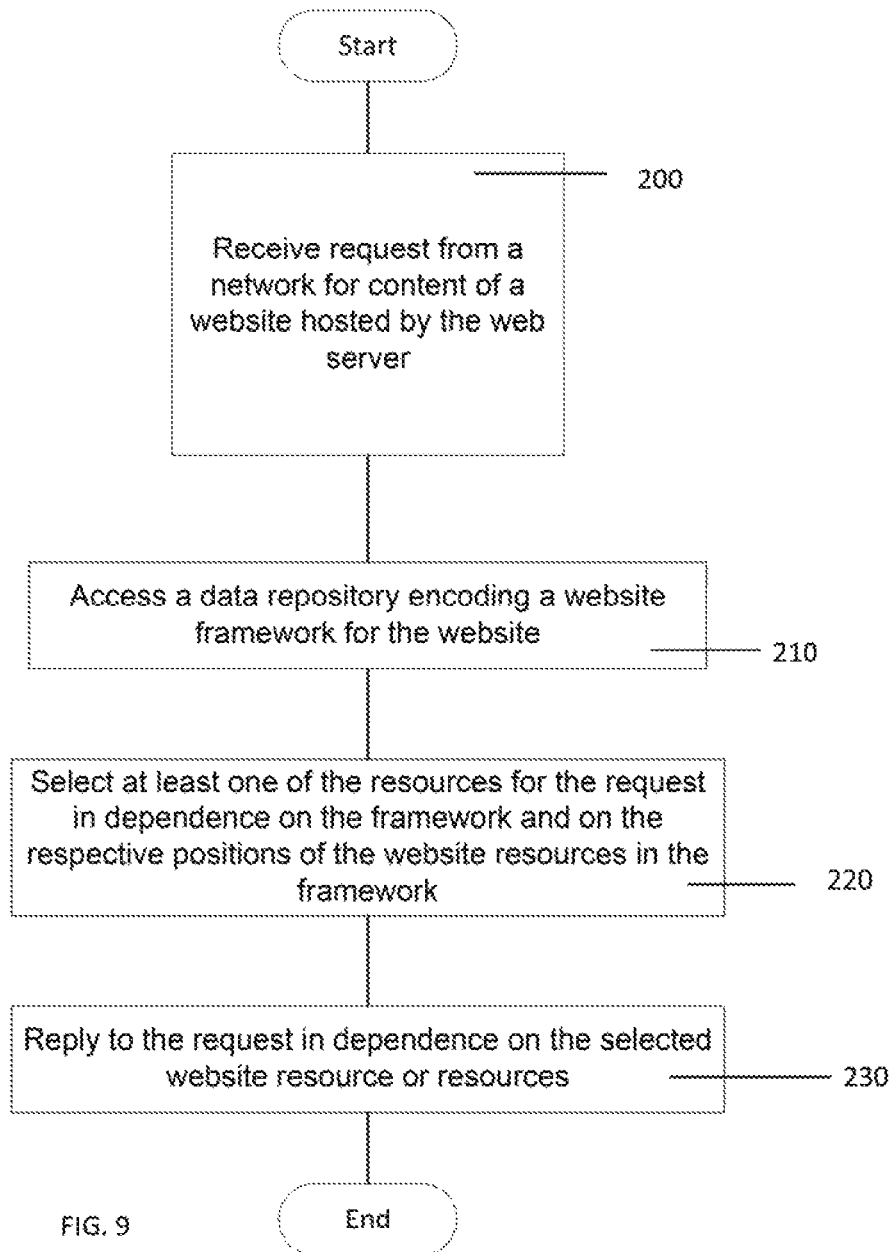 Start
200
Receive request from a
network for content of a
website hosted by the web
server
Access a data repository encoding a website
framework for the website
210
Select at least one of the resources for the request
in dependence on the framework and on the
respective positions of the website resources in the
framework
220
Reply to the request in dependence on the selected
website resource or resources
230
End
FIG. 9